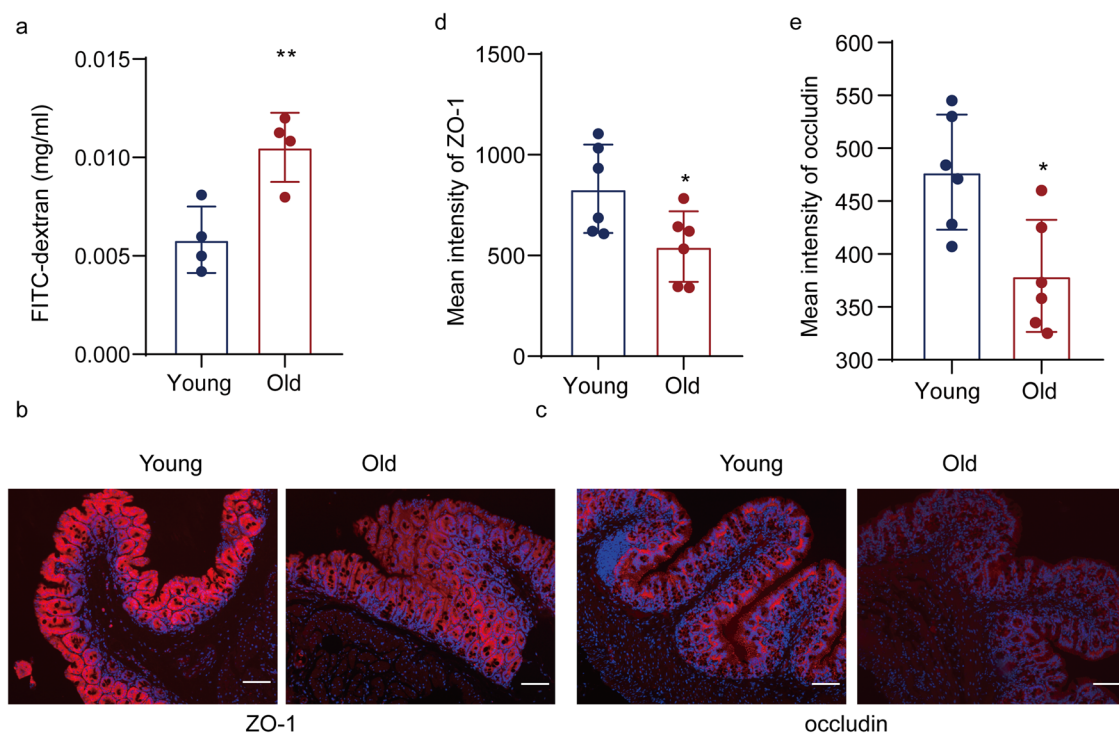 a
FITC-dextran (mg/ml)
0.015
0.010
0.005
0.000
**
Young
Old
d
Mean intensity of ZO-1
1500
1000
500
0
*
Young
Old
e
Mean intensity of occludin
600
550
500
450
400
350
300
*
Young
Old
b
Young
Old
ZO-1
c
Young
Old
occludin